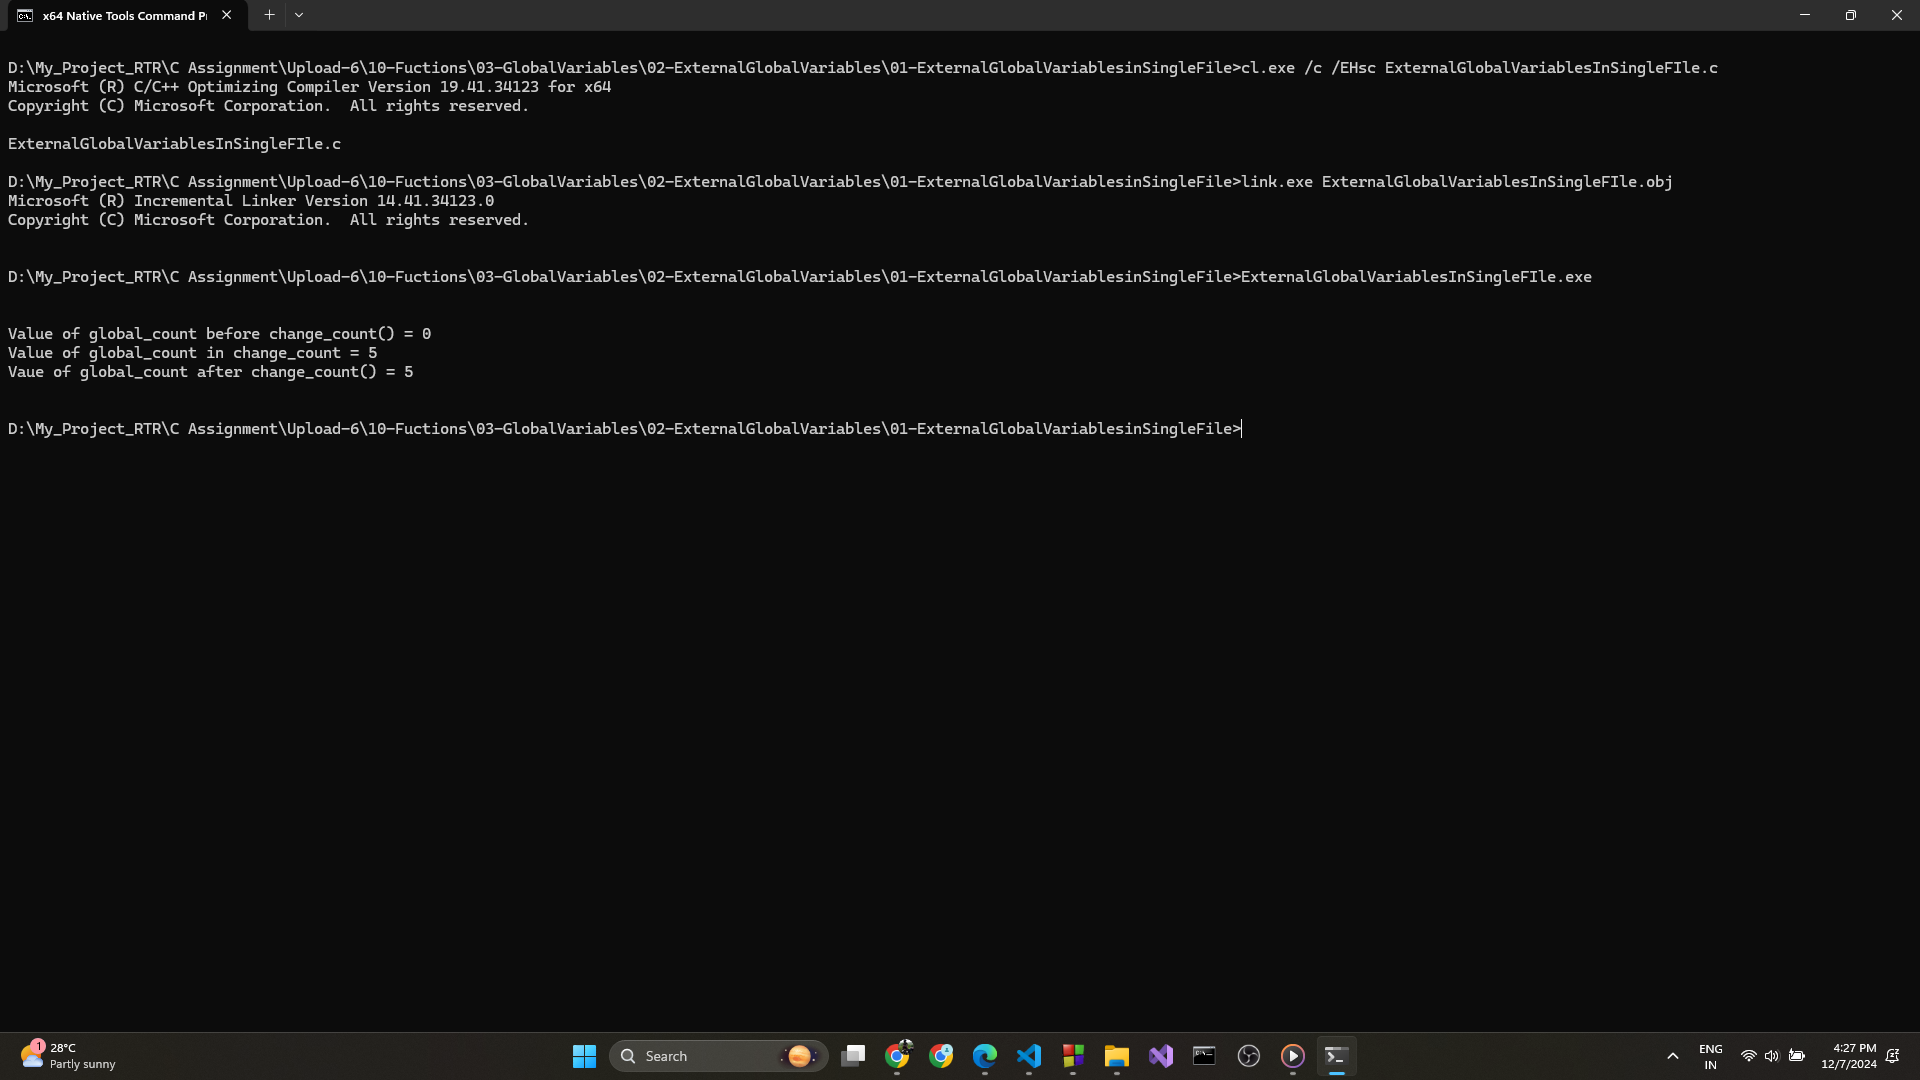 x64 Native Tools Command P
D:\My_Project_RTR\C Assignment\Upload-6\10-Fuctions\03-GlobalVariables\02-ExternalGlobalVariables\01-ExternalGlobalVariablesinSingleFile>cl.exe /c /EHsc ExternalGlobalVariablesInSingleFIle.c
Microsoft (R) C/C++ Optimizing Compiler Version 19.41.34123 for x64
Copyright (C) Microsoft Corporation.  All rights reserved.
ExternalGlobalVariablesInSingleFIle.c
D:\My_Project_RTR\C Assignment\Upload-6\10-Fuctions\03-GlobalVariables\02-ExternalGlobalVariables\01-ExternalGlobalVariablesinSingleFile>link.exe ExternalGlobalVariablesInSingleFIle.obj
Microsoft (R) Incremental Linker Version 14.41.34123.0
Copyright (C) Microsoft Corporation.  All rights reserved.
D:\My_Project_RTR\C Assignment\Upload-6\10-Fuctions\03-GlobalVariables\02-ExternalGlobalVariables\01-ExternalGlobalVariablesinSingleFile>ExternalGlobalVariablesInSingleFIle.exe
Value of global_count before change_count() = 0
Value of global_count in change_count = 5
Vaue of global_count after change_count() = 5
D:\My_Project_RTR\C Assignment\Upload-6\10-Fuctions\03-GlobalVariables\02-ExternalGlobalVariables\01-ExternalGlobalVariablesinSingleFile>
1
28°C
Partly sunny
Search
ENG
IN
4:27 PM
12/7/2024